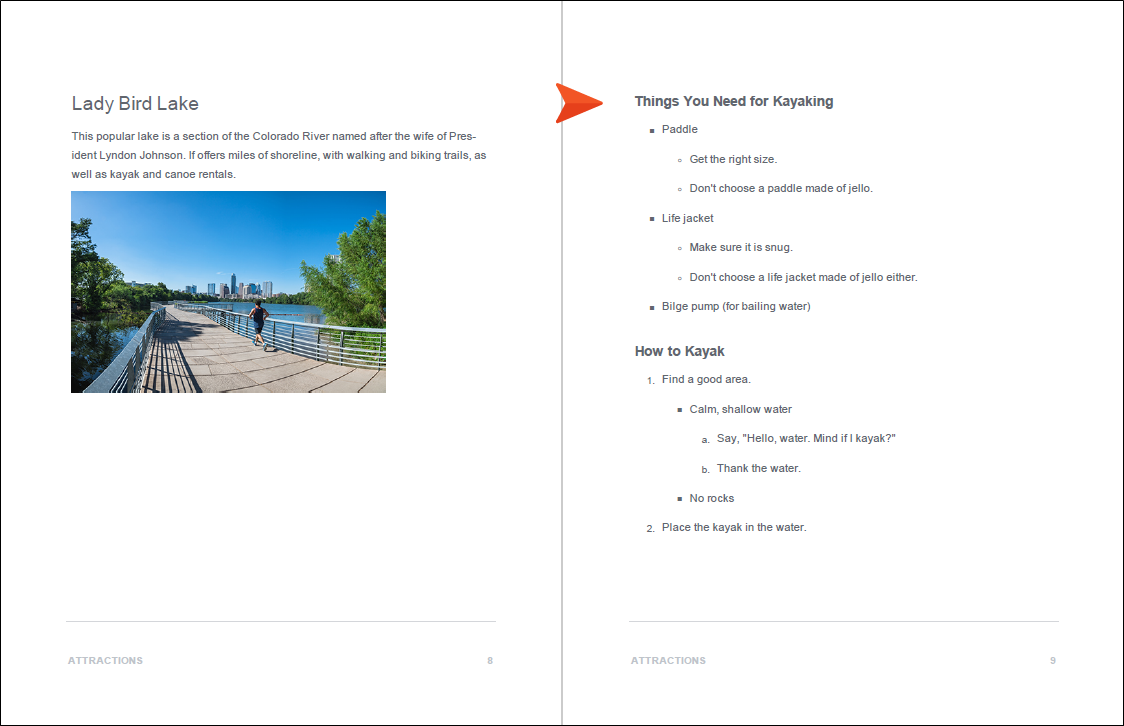 Lady Bird Lake
This popular lake is a section of the Colorado River named after the wife of Pres-
ident Lyndon Johnson. If offers miles of shoreline, with walking and biking trails, as
well as kayak and canoe rentals.
ATTRACTIONS 8
Things You Need for Kayaking
▪ Paddle
◦ Get the right size.
◦ Don't choose a paddle made of jello.
▪ Life jacket
◦ Make sure it is snug.
◦ Don't choose a life jacket made of jello either.
▪ Bilge pump (for bailing water)
How to Kayak
1. Find a good area.
▪ Calm, shallow water
a. Say, "Hello, water. Mind if I kayak?"
b. Thank the water.
▪ No rocks
2. Place the kayak in the water.
ATTRACTIONS 9